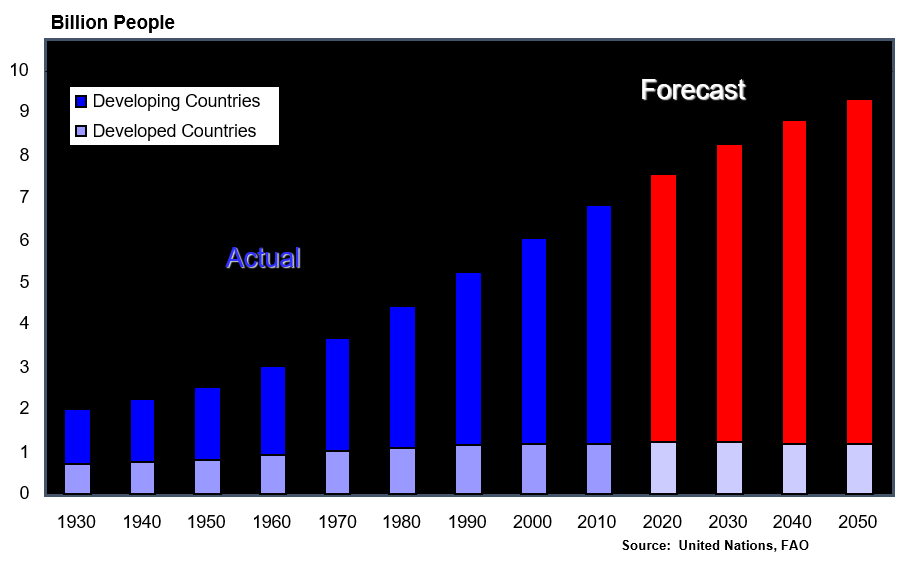 Billion People
10
9
8
7
6
5
4
3
2
1
0
Developing Countries
Developed Countries
Forecast
Actual
1930 1940 1950 1960 1970 1980 1990 2000 2010 2020 2030 2040 2050
Source: United Nations, FAO